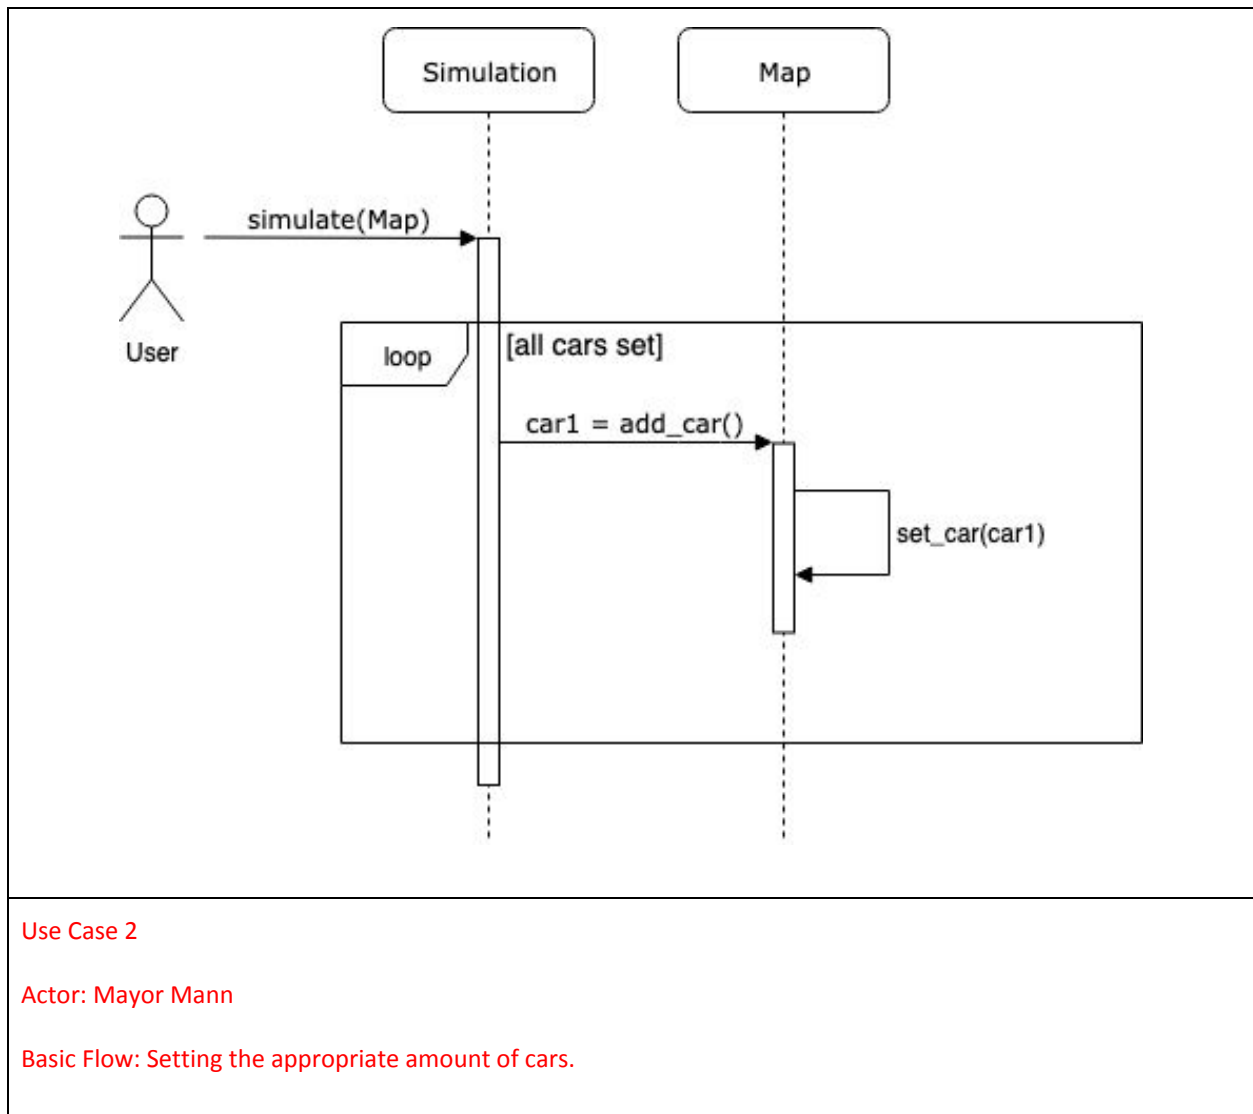 Simulation
Map
simulate(Map)
User
loop
[all cars set]
car1 = add_car()
set_car(car1)
Use Case 2
Actor: Mayor Mann
Basic Flow: Setting the appropriate amount of cars.